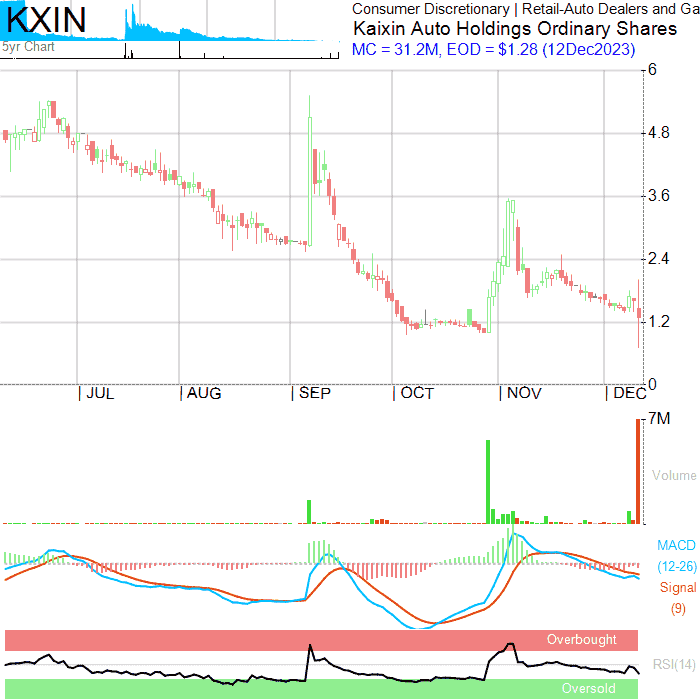 KXIN
5yr Chart
Consumer Discretionary | Retail-Auto Dealers and Ga
Kaixin Auto Holdings Ordinary Shares
MC = 31.2M, EOD = $1.28 (12Dec2023)
6
4.8
3.6
2.4
1.2
0
| JUL | AUG | SEP | OCT | NOV | DEC
7M
Volume
MACD
(12-26)
Signal
(9)
Overbought
RSI(14)
Oversold